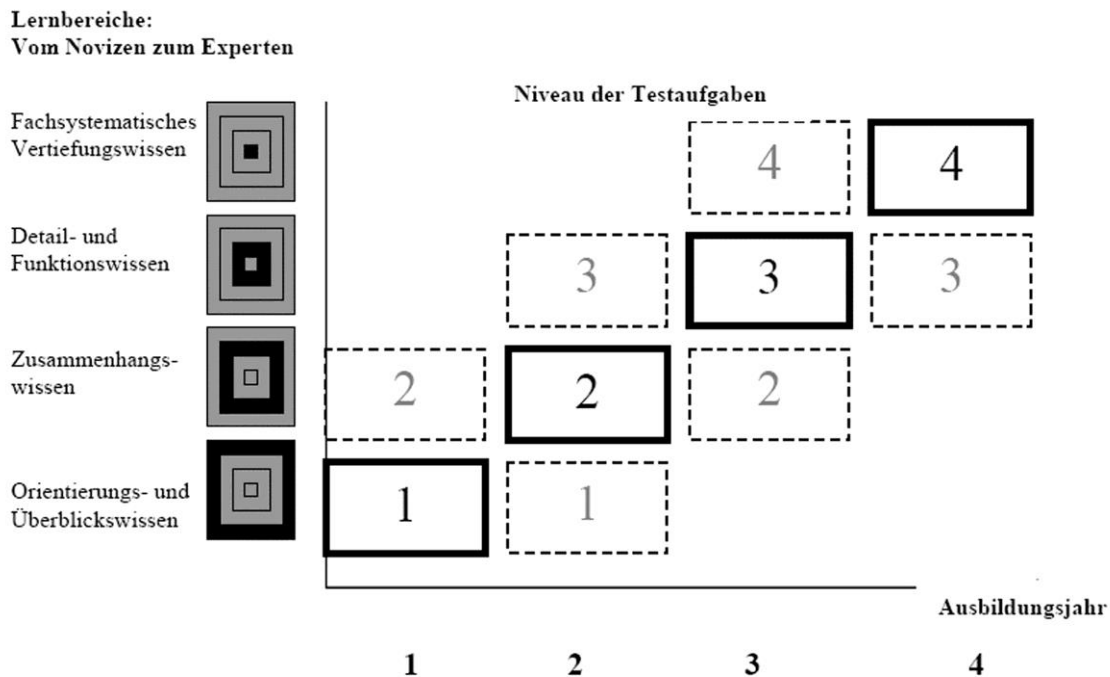 Lernbereiche:
Vom Novizen zum Experten
Niveau der Testaufgaben
Fachsystematisches
Vertiefungswissen
4
4
Detail- und
Funktionswissen
3
3
3
Zusammenhangs-
wissen
2
2
2
Orientierungs- und
Überblickswissen
1
1
Ausbildungsjahr
1
2
3
4